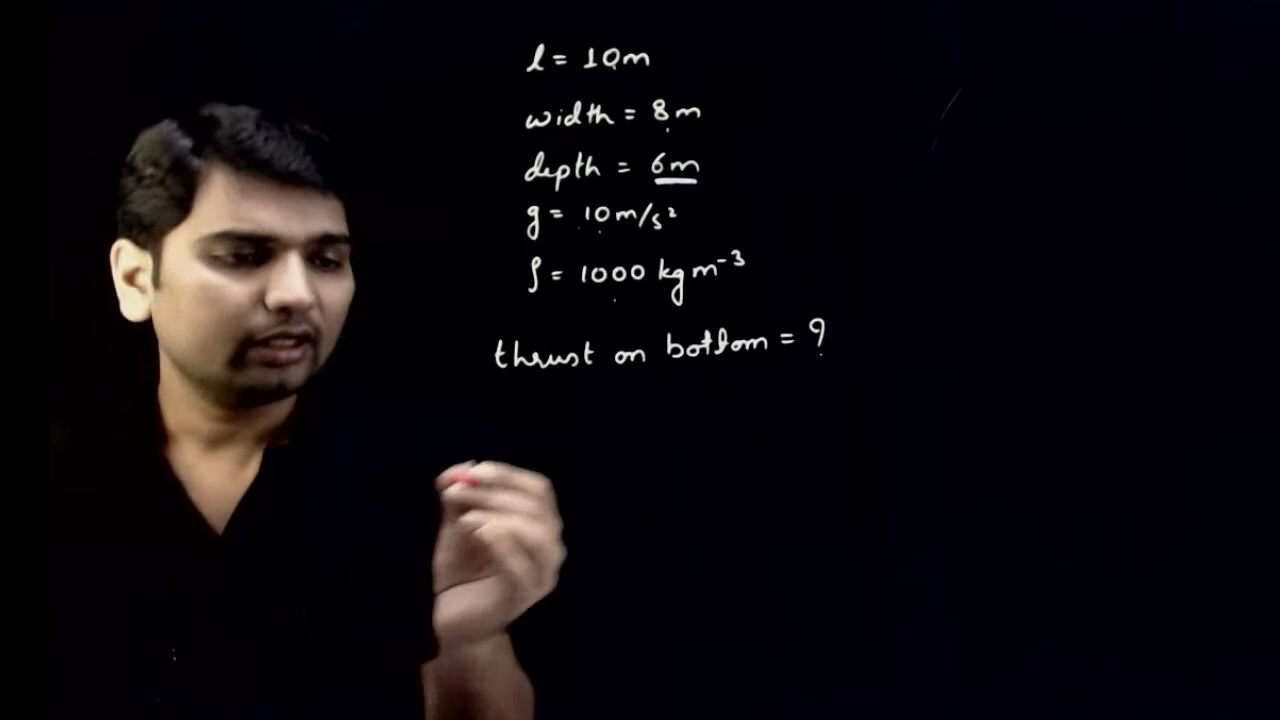 l = 10m
width = 8m
depth = 6m
g = 10m/s²
ρ = 1000 kg m⁻³
thrust on bottom = ?